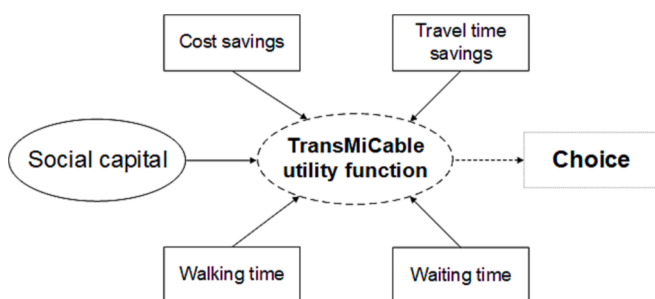 Cost savings
Travel time
savings
Social capital
TransMiCable
utility function
Choice
Walking time
Waiting time